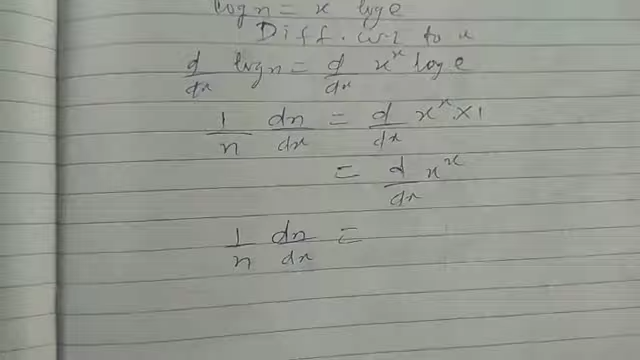 log n = x log e
Diff. w.r to x
d/dx log n = d/dx x^x log e
1/n dn/dx = d/dx x^x . × 1
= d/dx x^x
1/n dn/dx =